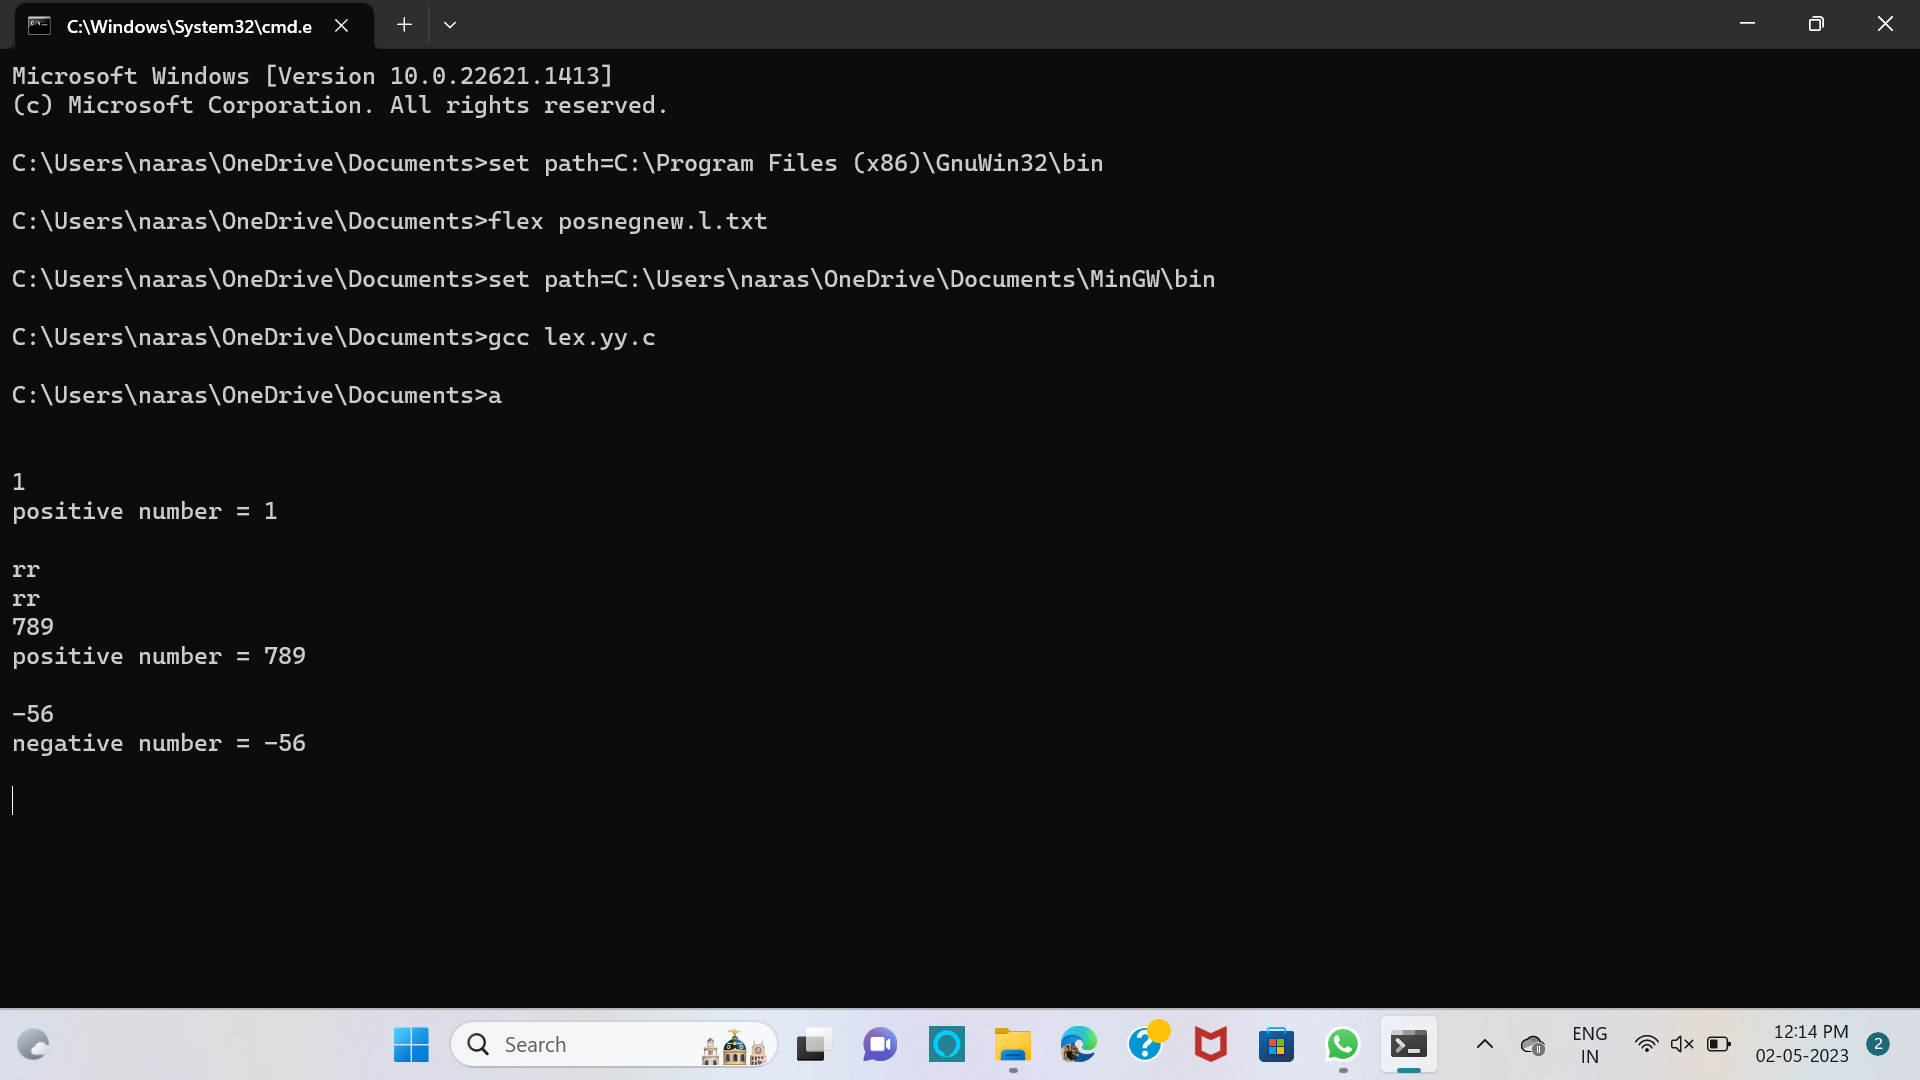 C:\Windows\System32\cmd.e
Microsoft Windows [Version 10.0.22621.1413]
(c) Microsoft Corporation. All rights reserved.
C:\Users\naras\OneDrive\Documents>set path=C:\Program Files (x86)\GnuWin32\bin
C:\Users\naras\OneDrive\Documents>flex posnegnew.l.txt
C:\Users\naras\OneDrive\Documents>set path=C:\Users\naras\OneDrive\Documents\MinGW\bin
C:\Users\naras\OneDrive\Documents>gcc lex.yy.c
C:\Users\naras\OneDrive\Documents>a
1
positive number = 1
rr
rr
789
positive number = 789
-56
negative number = -56
Search
ENG
IN
12:14 PM
02-05-2023
2